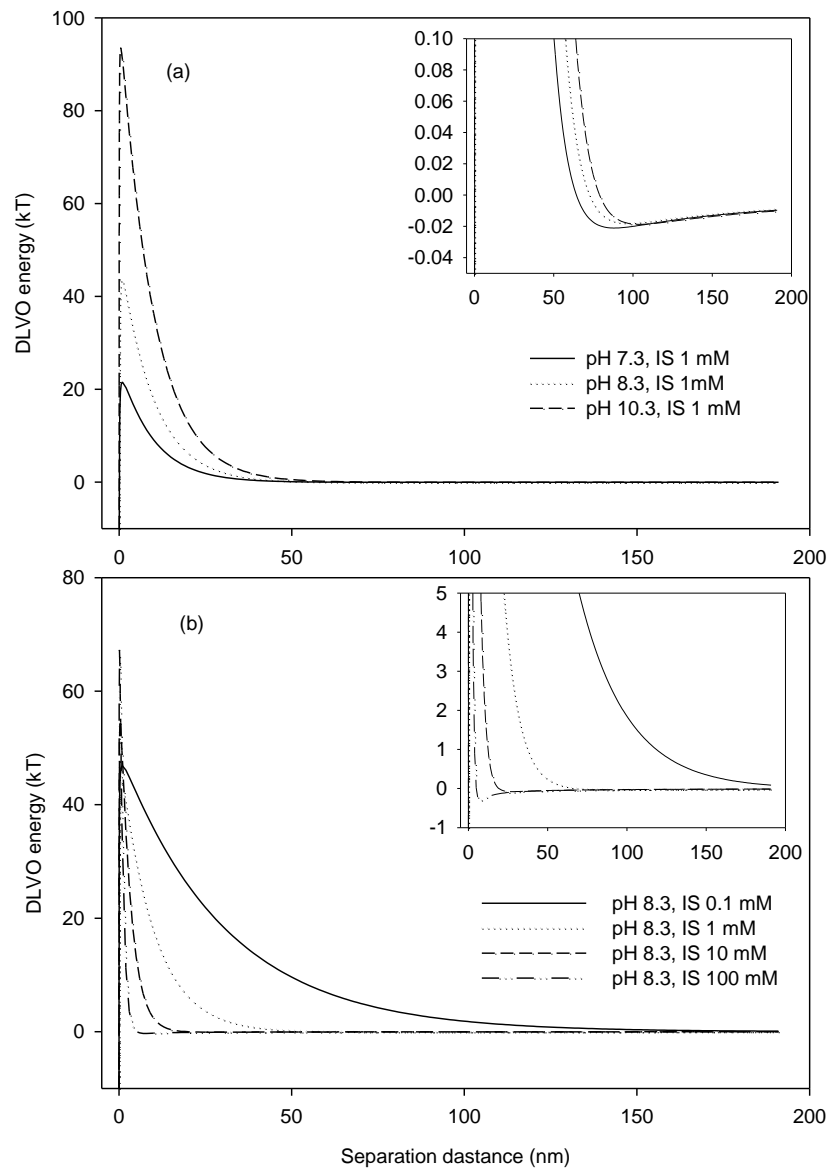 100
80
60
40
20
0
DLVO energy (kT)
(a)
0.10
0.08
0.06
0.04
0.02
0.00
-0.02
-0.04
0 50 100 150 200
pH 7.3, IS 1 mM
pH 8.3, IS 1mM
pH 10.3, IS 1 mM
0 50 100 150 200
80
60
40
20
0
DLVO energy (kT)
(b)
5
4
3
2
1
0
-1
0 50 100 150 200
pH 8.3, IS 0.1 mM
pH 8.3, IS 1 mM
pH 8.3, IS 10 mM
pH 8.3, IS 100 mM
0 50 100 150 200
Separation dastance (nm)